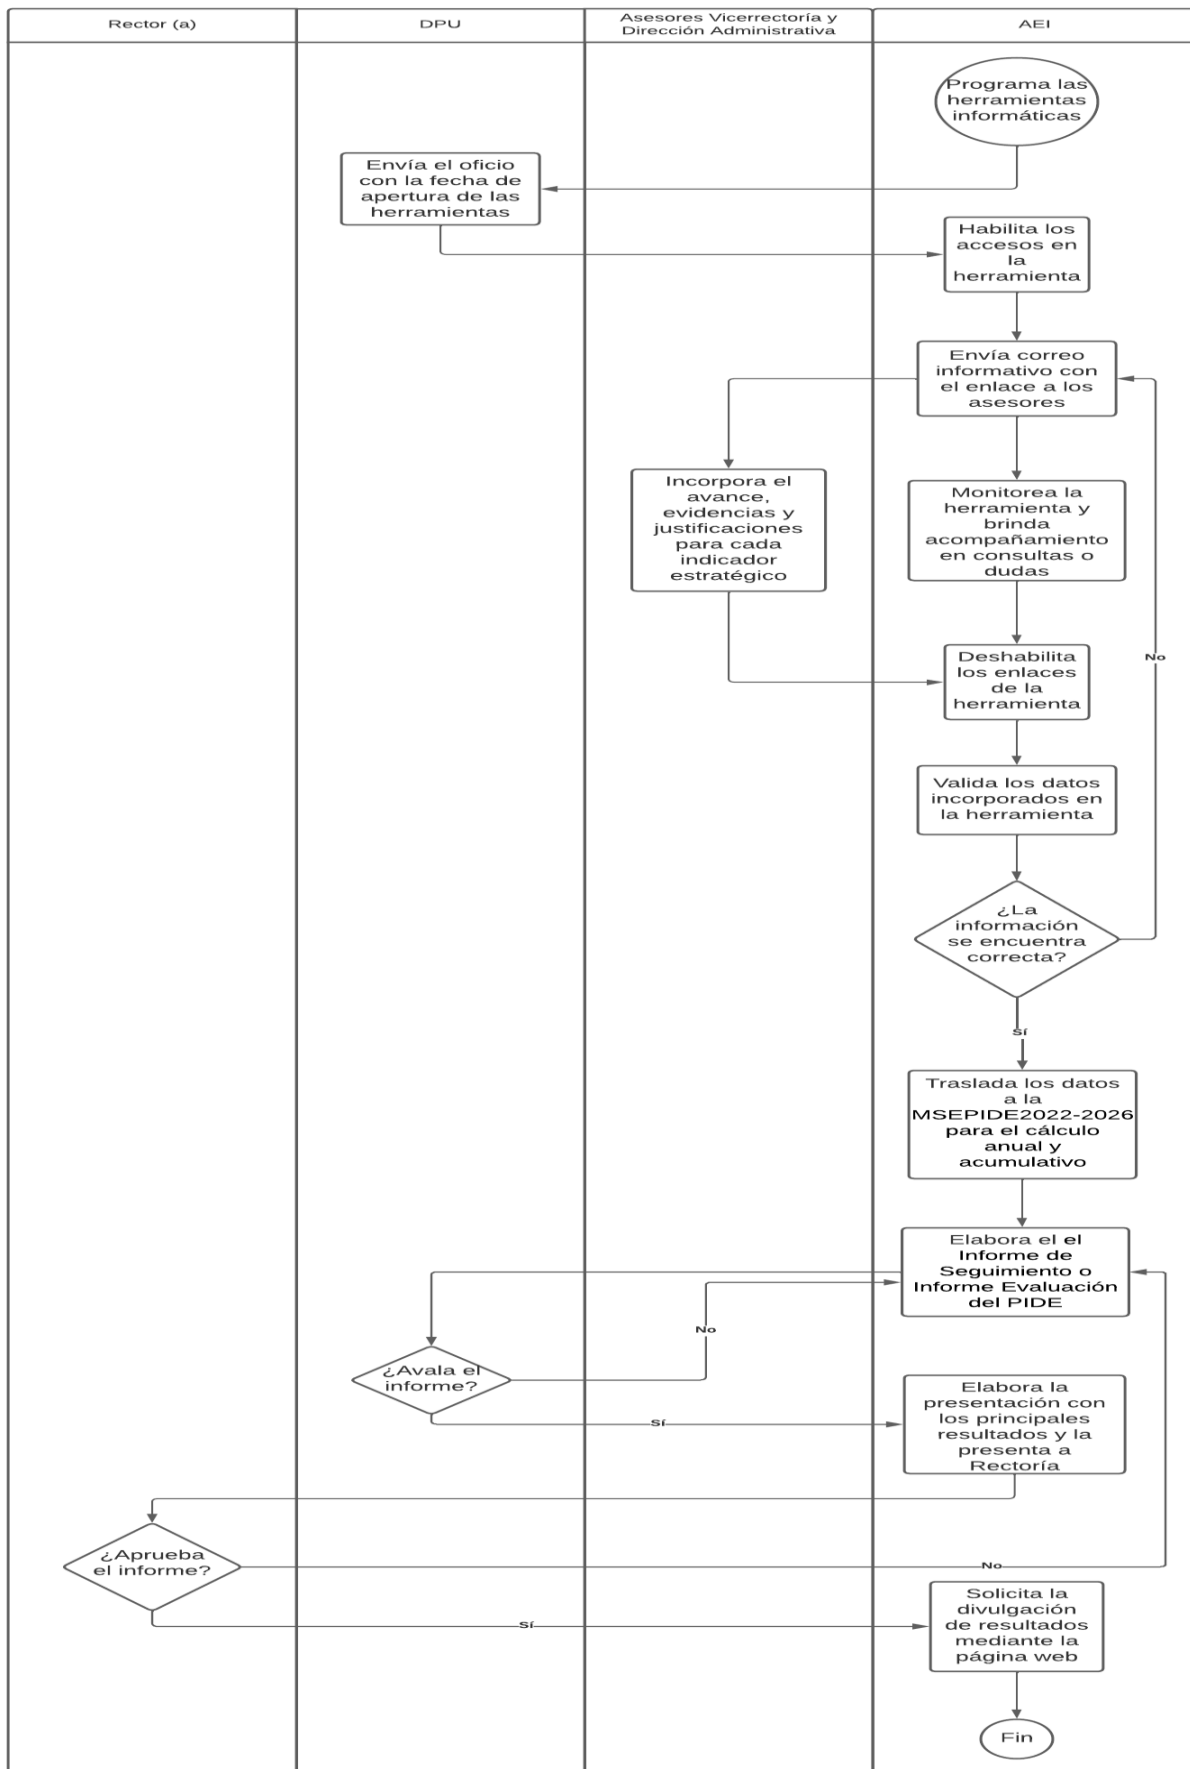 Rector (a)
DPU
Asesores Vicerrectoría y
Dirección Administrativa
AEI
Programa las
herramientas
informáticas
Envía el oficio
con la fecha de
apertura de las
herramientas
Habilita los
accesos en
la
herramienta
Envía correo
informativo con
el enlace a los
asesores
Incorpora el
avance,
evidencias y
justificaciones
para cada
indicador
estratégico
Monitorea la
herramienta y
brinda
acompañamiento
en consultas o
dudas
Deshabilita
los enlaces
de la
herramienta
No
Valida los datos
incorporados en
la herramienta
¿La
información
se encuentra
correcta?
Sí
Traslada los datos
a la
MSEPIDE2022-2026
para el cálculo
anual y
acumulativo
Elabora el el
Informe de
Seguimiento o
Informe Evaluación
del PIDE
No
¿Avala el
informe?
Sí
Elabora la
presentación con
los principales
resultados y la
presenta a
Rectoría
¿Aprueba
el informe?
No
Sí
Solicita la
divulgación
de resultados
mediante la
página web
Fin